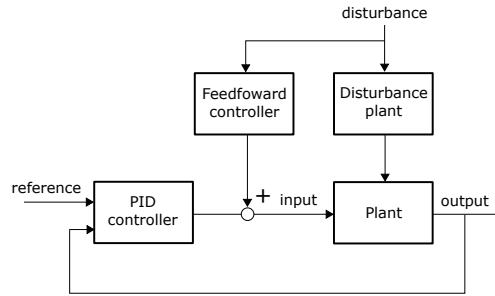 disturbance
Feedfoward
controller
Disturbance
plant
reference
PID
controller
+
input
Plant
output